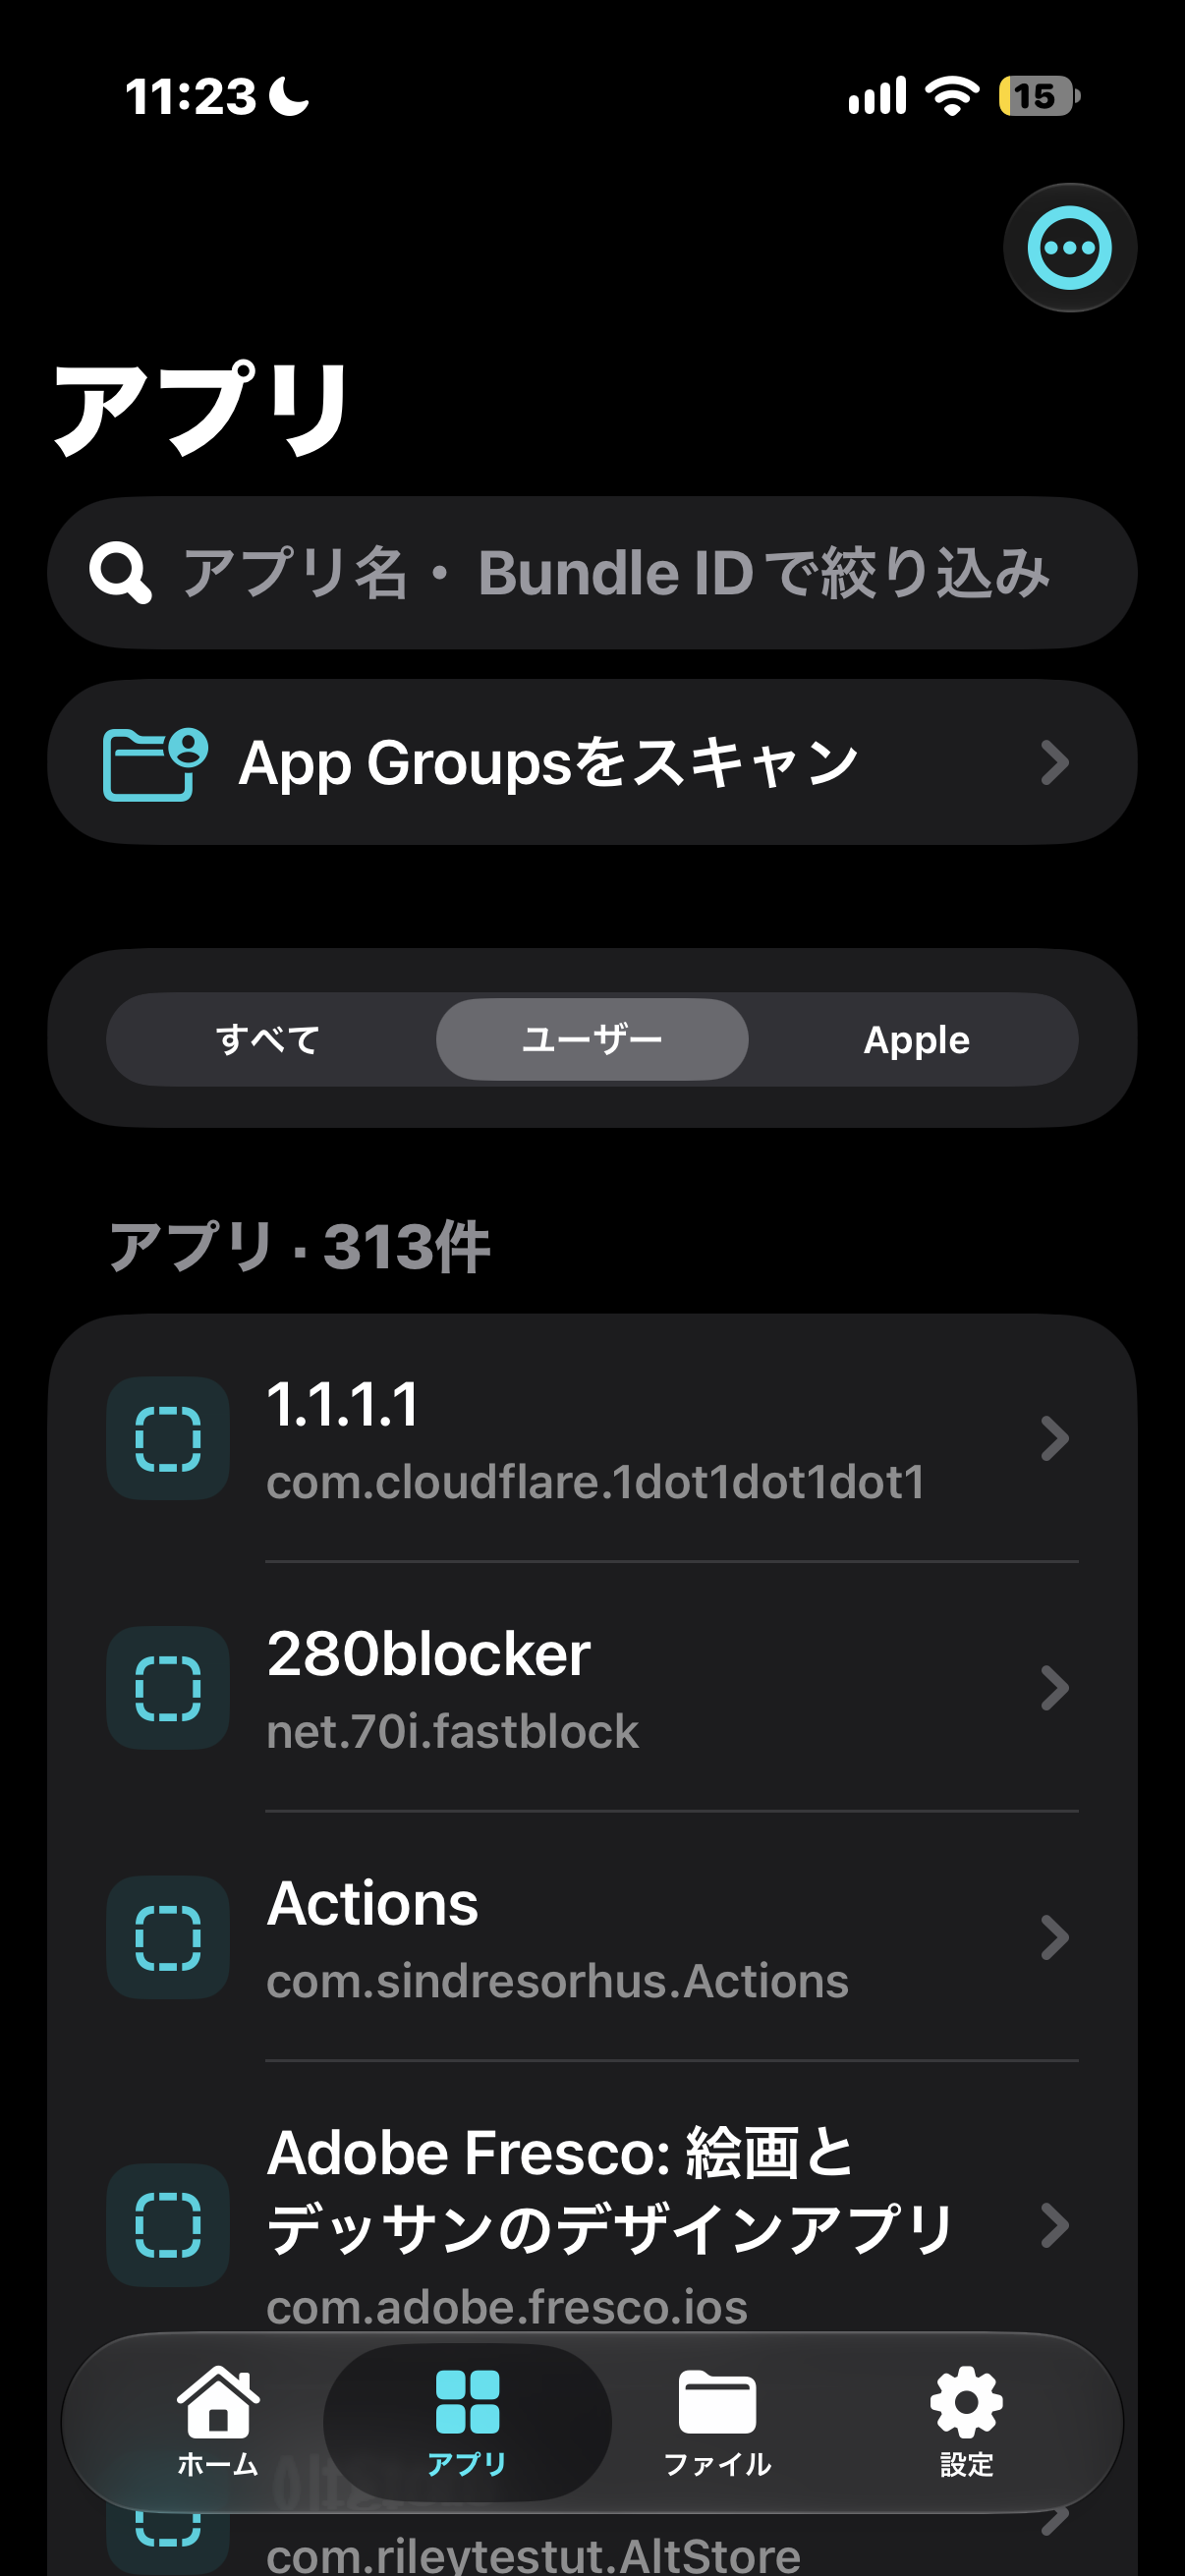 11:23
15
アプリ
アプリ名・Bundle IDで絞り込み
App Groupsをスキャン
すべて
ユーザー
Apple
アプリ · 313件
1.1.1.1
com.cloudflare.1dot1dot1dot1
280blocker
net.70i.fastblock
Actions
com.sindresorhus.Actions
Adobe Fresco: 絵画と
デッサンのデザインアプリ
com.adobe.fresco.ios
ホーム
アプリ
ファイル
設定
com.rileytestut.AltStore